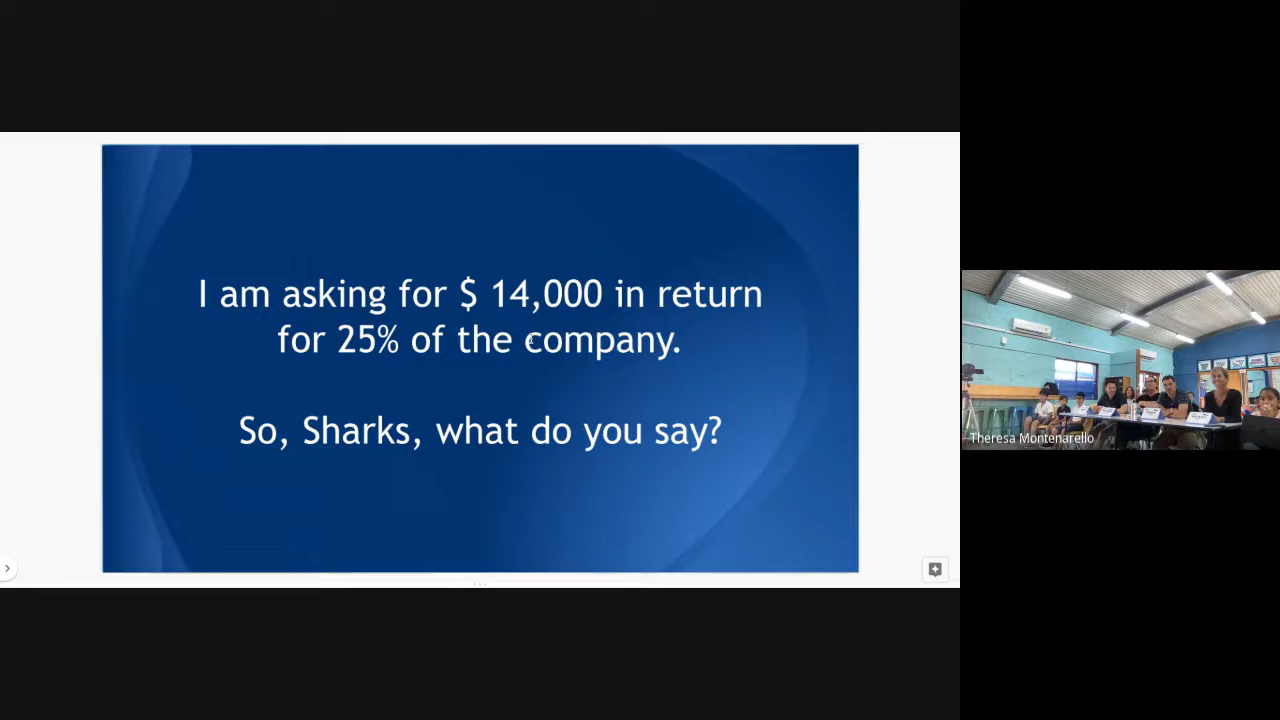 I am asking for $ 14,000 in return
for 25% of the company.
So, Sharks, what do you say?
Theresa Montenarello